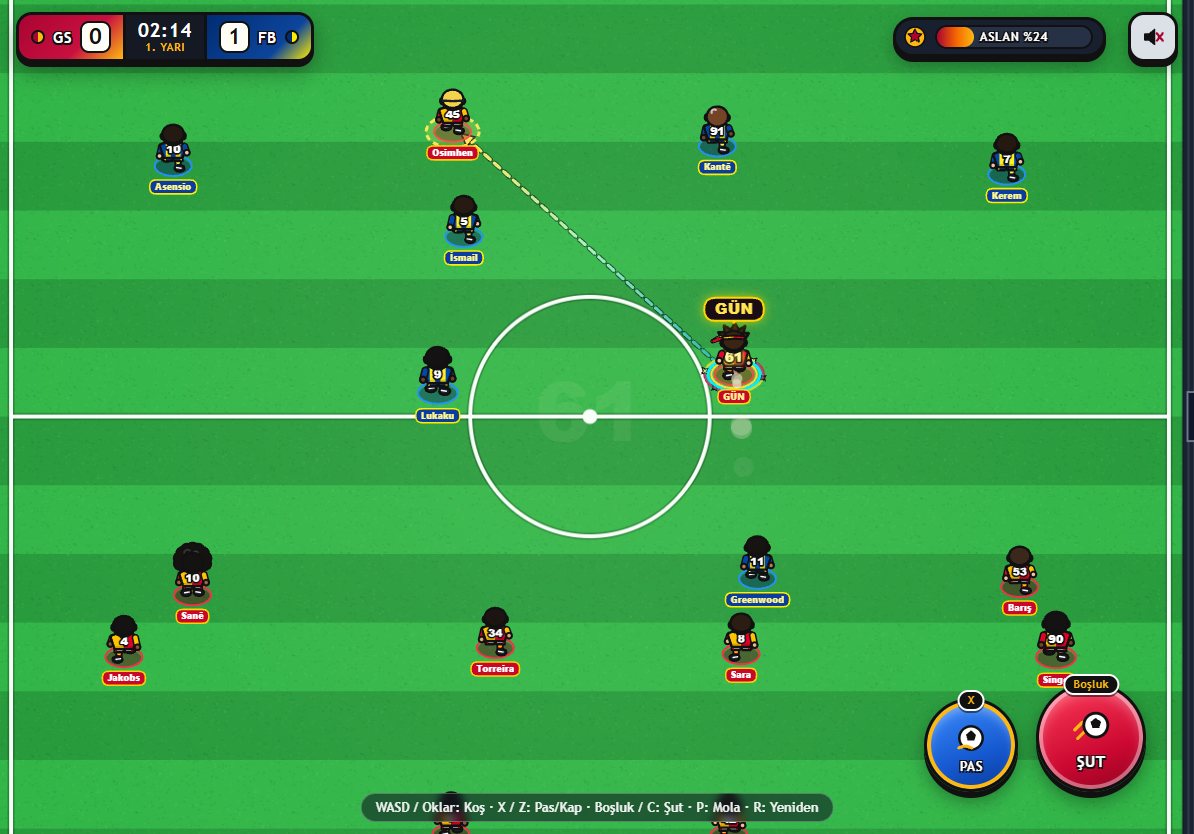 GS 0
02:14
1. YARI
1 FB
ASLAN %24
45
Osimhen
10
Asensio
91
Kanté
7
Kerem
5
İsmail
GÜN
61
GÜN
9
Lukaku
61
11
Greenwood
10
Sanë
53
Barış
4
Jakobs
34
Torreira
8
Sara
90
Sing
Boşluk
X
PAS
ŞUT
WASD / Oklar: Koş · X / Z: Pas/Kap · Boşluk / C: Şut · P: Mola · R: Yeniden